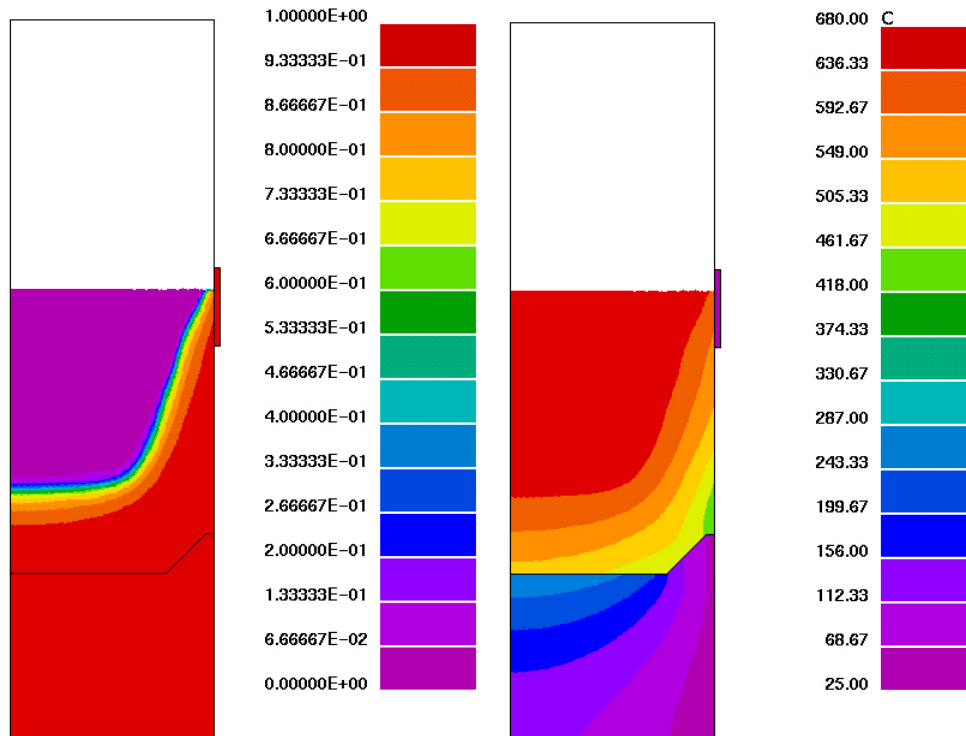 1.00000E+00
9.33333E-01
8.66667E-01
8.00000E-01
7.33333E-01
6.66667E-01
6.00000E-01
5.33333E-01
4.66667E-01
4.00000E-01
3.33333E-01
2.66667E-01
2.00000E-01
1.33333E-01
6.66667E-02
0.00000E+00
680.00 C
636.33
592.67
549.00
505.33
461.67
418.00
374.33
330.67
287.00
243.33
199.67
156.00
112.33
68.67
25.00